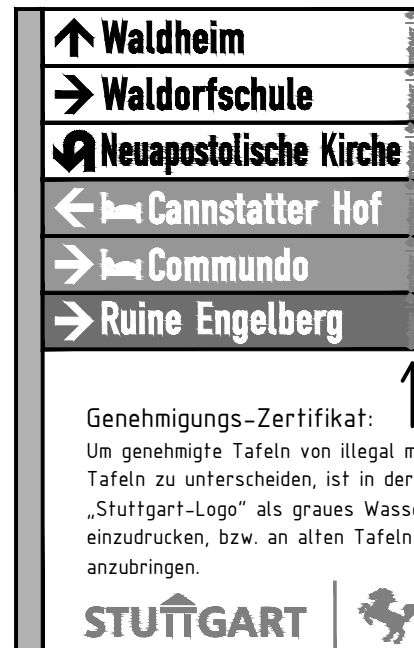 Waldheim
Waldorfschule
Neuapostolische Kirche
Cannstatter Hof
Commundo
Ruine Engelberg
Genehmigungs-Zertifikat:
Um genehmigte Tafeln von illegal m
Tafeln zu unterscheiden, ist in der
„Stuttgart-Logo“ als graues Wasse
einzudrucken, bzw. an alten Tafeln
anzubringen.
STUTTGART